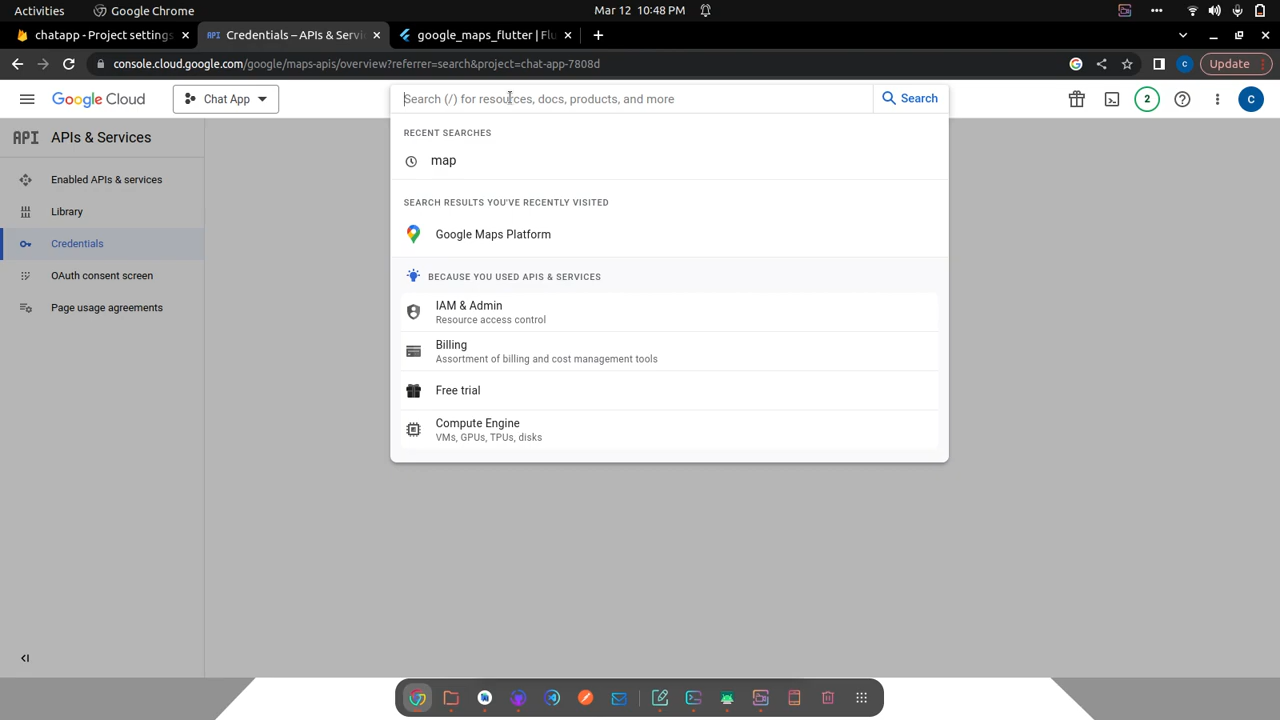 Activities
Google Chrome
Mar 12 10:48 PM
chatapp - Project settings
API Credentials – APIs & Servi
google_maps_flutter | Flu
console.cloud.google.com/google/maps-apis/overview?referrer=search&project=chat-app-7808d
C
Update
Google Cloud
Chat App
Search (/) for resources, docs, products, and more
Search
2
C
API APIs & Services
RECENT SEARCHES
map
Enabled APIs & services
SEARCH RESULTS YOU'VE RECENTLY VISITED
Library
Google Maps Platform
Credentials
BECAUSE YOU USED APIS & SERVICES
OAuth consent screen
IAM & Admin
Resource access control
Page usage agreements
Billing
Assortment of billing and cost management tools
Free trial
Compute Engine
VMs, GPUs, TPUs, disks